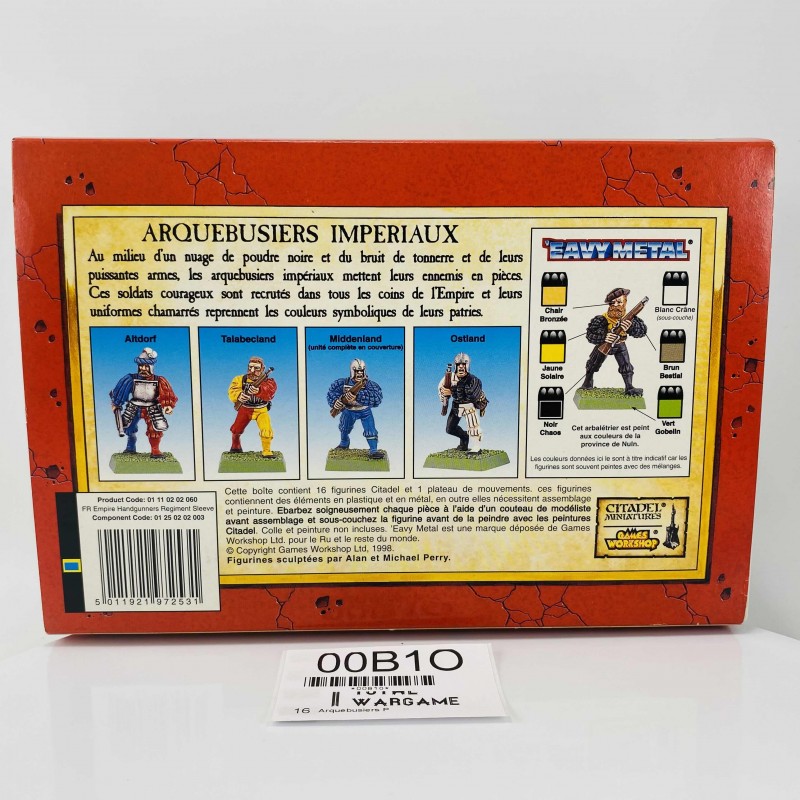 ARQUEBUSIERS IMPERIAUX
Au milieu d'un nuage de poudre noire et du bruit de tonnerre et de leurs
puissantes armes, les arquebusiers impériaux mettent leurs ennemis en pièces.
Ces soldats courageux sont recrutés dans tous les coins de l'Empire et leurs
uniformes chamarrés reprennent les couleurs symboliques de leurs patries.
Altdorf
Talabecland
Middenland
(unité complète en couverture)
Ostland
'EAVY METAL®
Chair
Bronzée
Blanc Crâne
(sous-couche)
Jaune
Solaire
Brun
Bestial
Noir
Chaos
Vert
Gobelin
Cet arbalétrier est peint
aux couleurs de la
province de Nuln.
Les couleurs données ici le sont à titre indicatif car les
figurines sont souvent peintes avec des mélanges.
Cette boîte contient 16 figurines Citadel et 1 plateau de mouvements. ces figurines
contiennent des éléments en plastique et en métal, en outre elles nécessitent assemblage
et peinture. Ebarbez soigneusement chaque pièce à l'aide d'un couteau de modéliste
avant assemblage et sous-couchez la figurine avant de la peindre avec les peintures
Citadel. Colle et peinture non incluses. 'Eavy Metal est une marque déposée de Games
Workshop Ltd. pour le Ru et le reste du monde.
© Copyright Games Workshop Ltd, 1998.
Figurines sculptées par Alan et Michael Perry.
CITADEL
MINIATURES
GAMES
WORKSHOP
Product Code: 01 11 02 02 060
FR Empire Handgunners Regiment Sleeve
Component Code: 01 25 02 02 003
5 011921 972531
00B1O
*00B10*
TOTAL
WARGAME
16 Arquebusiers P